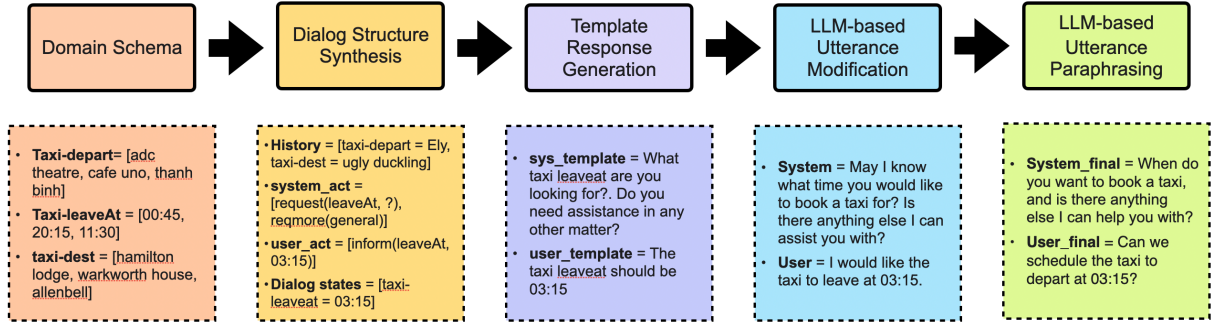 Domain Schema
Dialog Structure
Synthesis
Template
Response
Generation
LLM-based
Utterance
Modification
LLM-based
Utterance
Paraphrasing
• Taxi-depart= [adc
theatre, cafe uno, thanh
binh]
• Taxi-leaveAt = [00:45,
20:15, 11:30]
• taxi-dest = [hamilton
lodge, warkworth house,
allenbell]
•History = [taxi-depart = Ely,
taxi-dest = ugly duckling]
•system_act =
[request(leaveAt, ?),
reqmore(general)]
•user_act = [inform(leaveAt,
03:15)]
•Dialog states = [taxi-
leaveat = 03:15]
• sys_template = What
taxi leaveat are you
looking for?. Do you
need assistance in any
other matter?
• user_template = The
taxi leaveat should be
03:15
• System = May I know
what time you would like
to book a taxi for? Is
there anything else I can
assist you with?
• User = I would like the
taxi to leave at 03:15.
• System_final = When do
you want to book a taxi,
and is there anything
else I can help you with?
• User_final = Can we
schedule the taxi to
depart at 03:15?